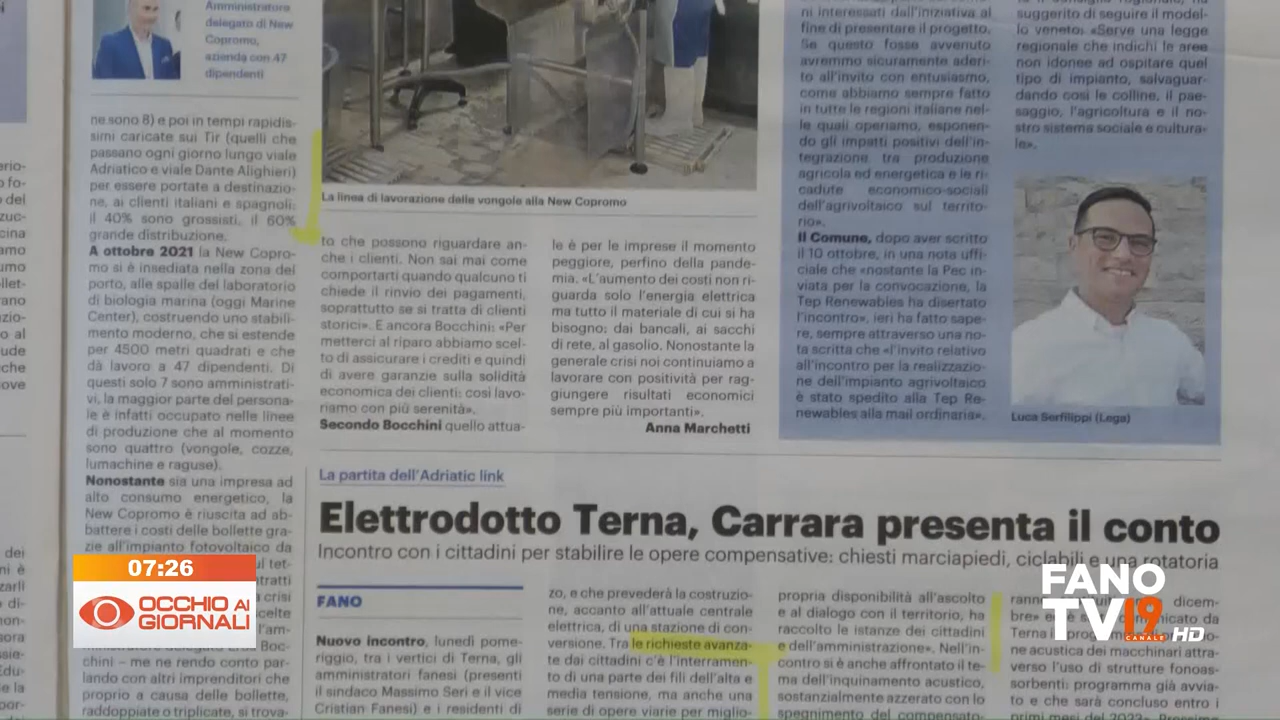 Amministratore
delegato di New
Copromo,
azienda con 47
dipendenti
ne sono 8) e poi in tempi rapidis-
simi caricate sui Tir (quelli che
passano ogni giorno lungo viale
Adriatico e viale Dante Alighieri)
per essere portate a destinazio-
ne, ai clienti italiani e spagnoli:
il 40% sono grossisti, il 60%
grande distribuzione.
A ottobre 2021 la New Copro-
mo si è insediata nella zona del
porto, alle spalle del laboratorio
di biologia marina (oggi Marine
Center), costruendo uno stabili-
mento moderno, che si estende
per 4500 metri quadrati e che
dà lavoro a 47 dipendenti. Di
questi solo 7 sono amministrati-
vi, la maggior parte del persona-
le è infatti occupato nelle linee
di produzione che al momento
sono quattro (vongole, cozze,
lumachine e raguse).
Nonostante sia una impresa ad
alto consumo energetico, la
New Copromo è riuscita ad ab-
battere i costi delle bollette gra-
zie all'impianto fotovoltaico da
chini – me ne rendo conto par-
lando con altri imprenditori che
proprio a causa delle bollette,
raddoppiate o triplicate, si trova-
La linea di lavorazione delle vongole alla New Copromo
to che possono riguardare an-
che i clienti. Non sai mai come
comportarti quando qualcuno ti
chiede il rinvio dei pagamenti,
soprattutto se si tratta di clienti
storici». E ancora Bocchini: «Per
metterci al riparo abbiamo scel-
to di assicurare i crediti e quindi
di avere garanzie sulla solidità
economica dei clienti: così lavo-
riamo con più serenità».
Secondo Bocchini quello attua-
le è per le imprese il momento
peggiore, perfino della pande-
mia. «L'aumento dei costi non ri-
guarda solo l'energia elettrica
ma tutto il materiale di cui si ha
bisogno: dai bancali, ai sacchi
di rete, al gasolio. Nonostante la
generale crisi noi continuiamo a
lavorare con positività per rag-
giungere risultati economici
sempre più importanti».
Anna Marchetti
ni interessati dall'iniziativa al
fine di presentare il progetto.
Se questo fosse avvenuto
avremmo sicuramente aderi-
to all'invito con entusiasmo,
come abbiamo sempre fatto
in tutte le regioni italiane nel-
le quali operiamo, esponen-
do gli impatti positivi dell'in-
tegrazione tra produzione
agricola ed energetica e le ri-
cadute economico-sociali
dell'agrivoltaico sul territo-
rio».
Il Comune, dopo aver scritto
il 10 ottobre, in una nota uffi-
ciale che «nostante la Pec in-
viata per la convocazione, la
Tep Renewables ha disertato
l'incontro», ieri ha fatto sape-
re, sempre attraverso una no-
ta scritta che «l'invito relativo
all'incontro per la realizzazio-
ne dell'impianto agrivoltaico
è stato spedito alla Tep Re-
newables alla mail ordinaria».
suggerito di seguire il model-
lo veneto: «Serve una legge
regionale che indichi le aree
non idonee ad ospitare quel
tipo di impianto, salvaguar-
dando così le colline, il pae-
saggio, l'agricoltura e il no-
stro sistema sociale e cultura-
le».
Luca Serfilippi (Lega)
La partita dell'Adriatic link
Elettrodotto Terna, Carrara presenta il conto
Incontro con i cittadini per stabilire le opere compensative: chiesti marciapiedi, ciclabili e una rotatoria
FANO
Nuovo incontro, lunedì pome-
riggio, tra i vertici di Terna, gli
amministratori fanesi (presenti
il sindaco Massimo Seri e il vice
Cristian Fanesi) e i residenti di
zo, e che prevederà la costruzio-
ne, accanto all'attuale centrale
elettrica, di una stazione di con-
versione. Tra le richieste avanza-
te dai cittadini c'è l'interramen-
to di una parte dei fili dell'alta e
media tensione, ma anche una
serie di opere viarie per miglio-
propria disponibilità all'ascolto
e al dialogo con il territorio, ha
raccolto le istanze dei cittadini
e dell'amministrazione». Nell'in-
contro si è anche affrontato il te-
ma dell'inquinamento acustico,
sostanzialmente azzerato con lo
spegnimento del compensato-
ne acustica dei macchinari attra-
verso l'uso di strutture fonoas-
sorbenti: programma già avvia-
to e che sarà concluso entro i
primi mesi del 2023».
07:26
OCCHIO AI
GIORNALI
FANO
TV 19
CANALE HD